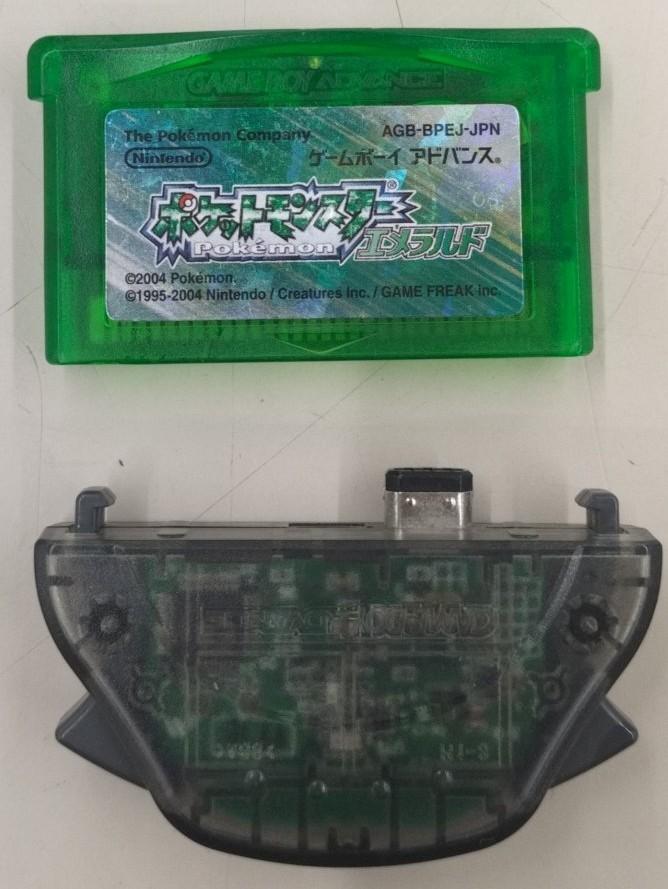 GAME BOY ADVANCE
The Pokémon Company
AGB-BPEJ-JPN
Nintendo
ゲームボーイ アドバンス®
05
ポケットモンスター®
Pokémon
エメラルド
©2004 Pokémon.
©1995-2004 Nintendo / Creatures inc. / GAME FREAK inc.